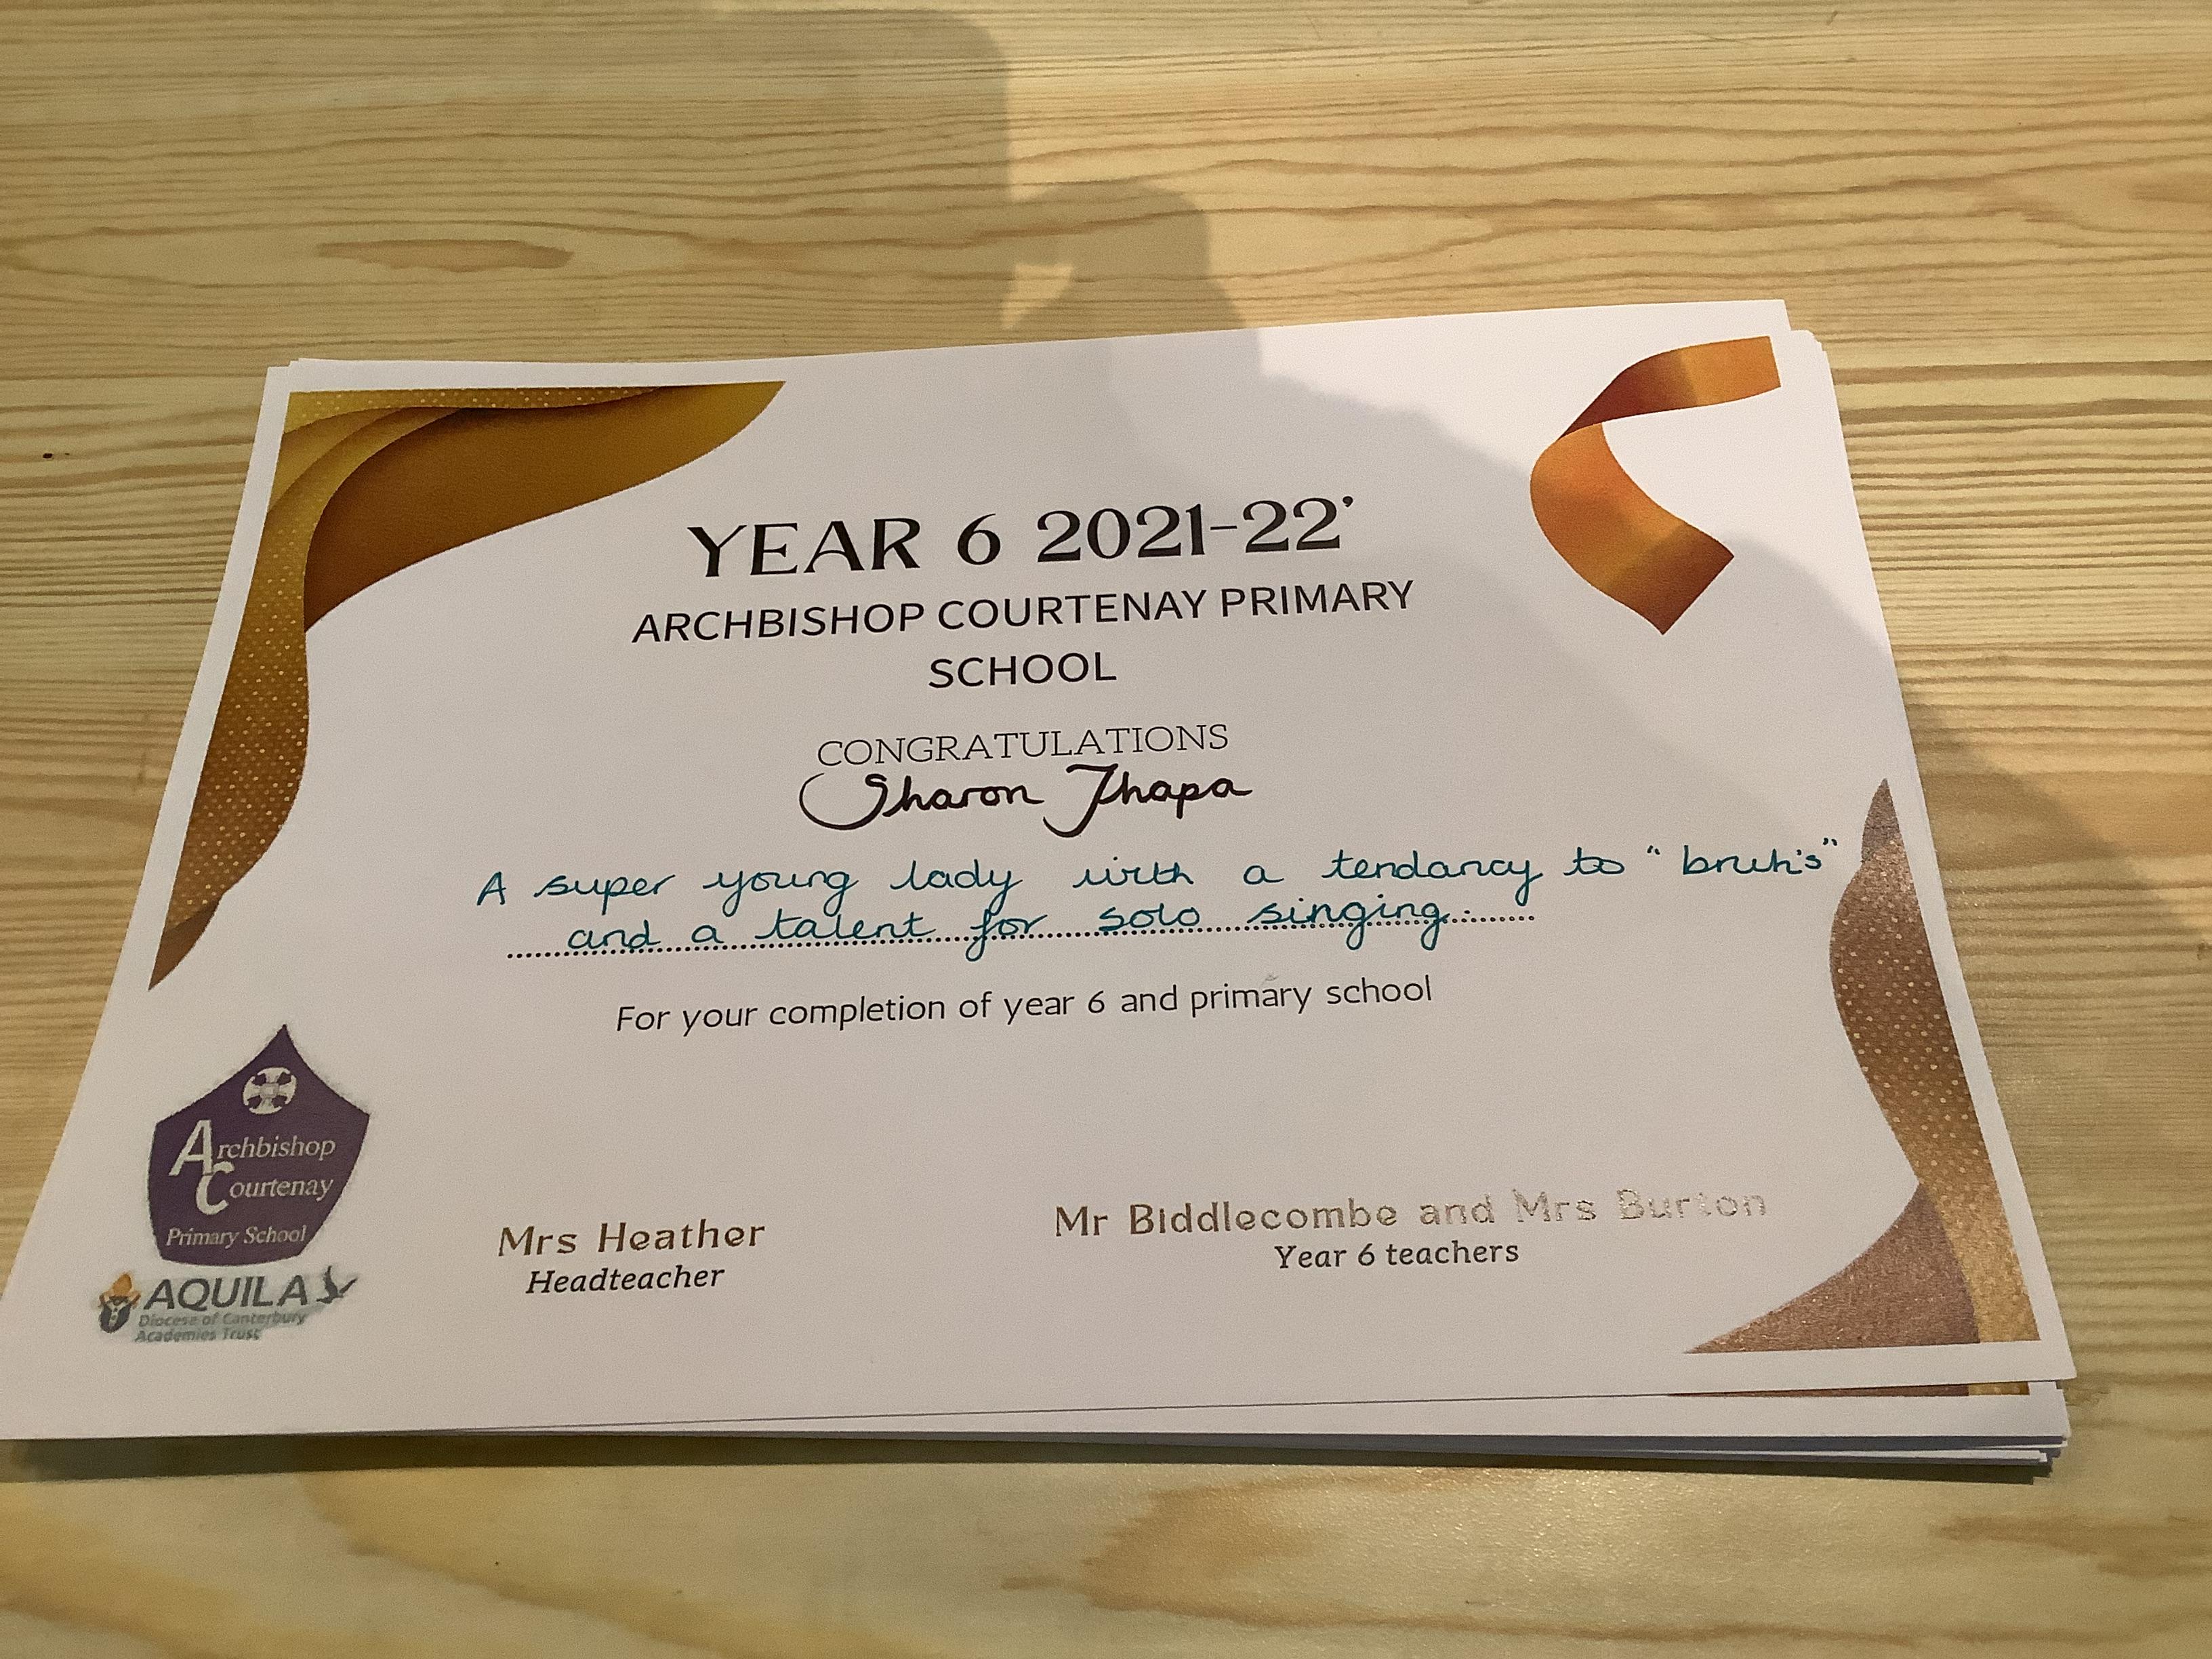 YEAR 6 2021-22'
ARCHBISHOP COURTENAY PRIMARY
SCHOOL
CONGRATULATIONS
Sharon Thapa
A super young lady with a tendancy to "bruh's"
and a talent for solo singing.
For your completion of year 6 and primary school
Archbishop
Courtenay
Primary School
AQUILA
Diocese of Canterbury
Academies Trust
Mrs Heather
Headteacher
Mr Biddlecombe and Mrs Burton
Year 6 teachers